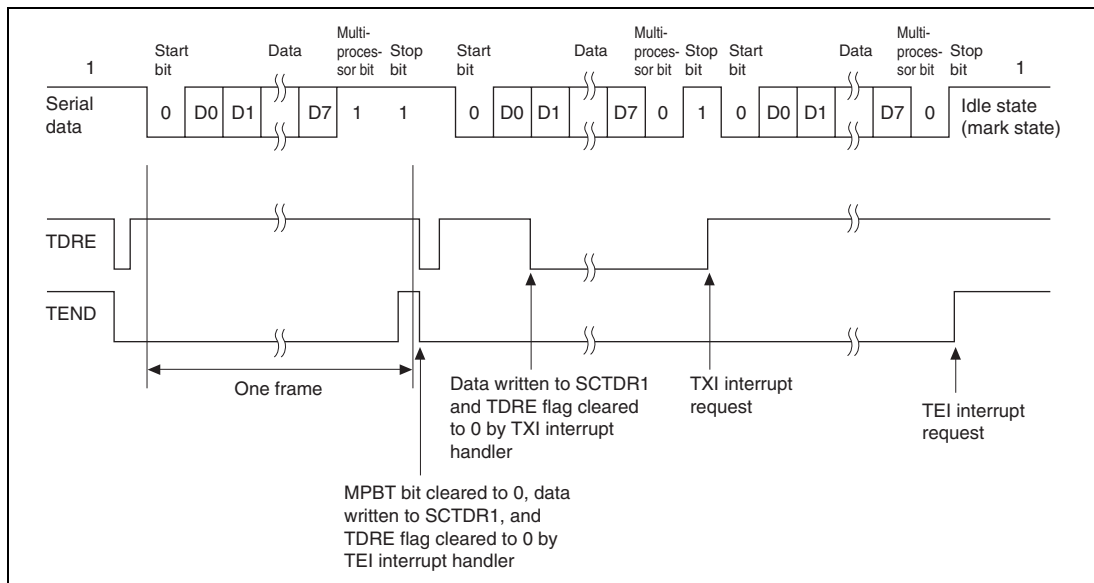 1
Start
bit
Data
Multi-
proces-
sor bit
Stop
bit
Start
bit
Data
Multi-
proces-
sor bit
Stop
bit
Start
bit
Data
Multi-
proces-
sor bit
Stop
bit
1
Serial
data
0 D0 D1 D7 1 1 0 D0 D1 D7 0 1 0 D0 D1 D7 0
Idle state
(mark state)
TDRE
TEND
One frame
Data written to SCTDR1
and TDRE flag cleared
to 0 by TXI interrupt
handler
TXI interrupt
request
TEI interrupt
request
MPBT bit cleared to 0, data
written to SCTDR1, and
TDRE flag cleared to 0 by
TEI interrupt handler